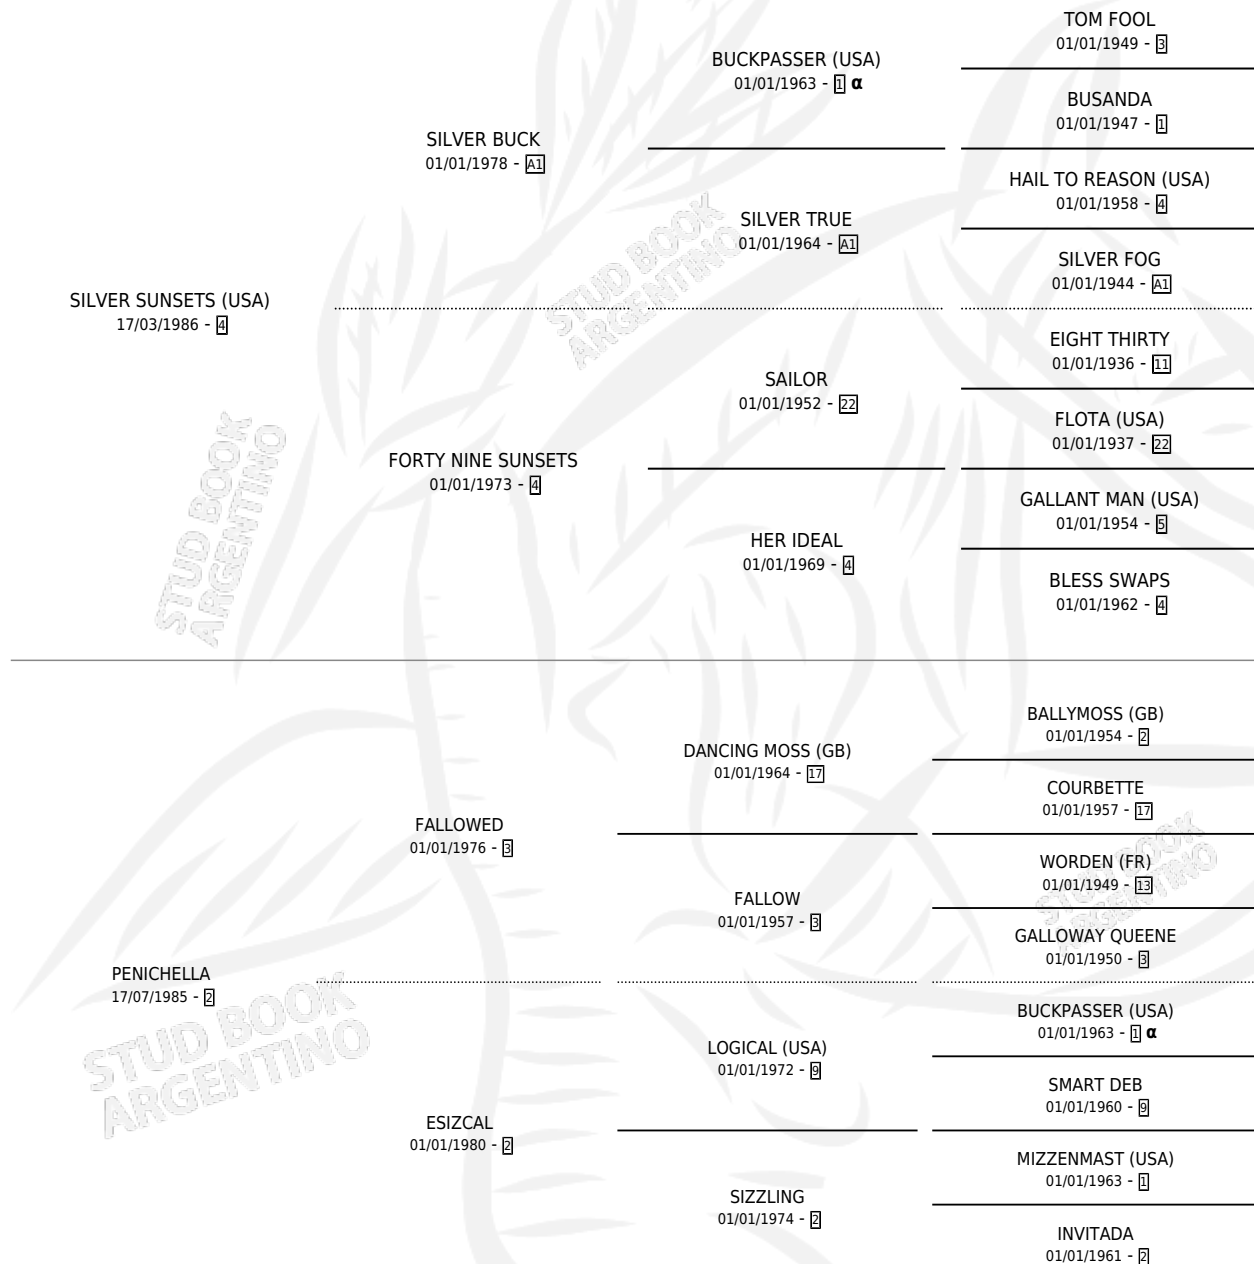 TOM FOOL
01/01/1949 - 3
BUCKPASSER (USA)
01/01/1963 - 1 α
BUSANDA
01/01/1947 - 1
SILVER BUCK
01/01/1978 - A1
HAIL TO REASON (USA)
01/01/1958 - 4
SILVER TRUE
01/01/1964 - A1
SILVER FOG
01/01/1944 - A1
SILVER SUNSETS (USA)
17/03/1986 - 4
EIGHT THIRTY
01/01/1936 - 11
SAILOR
01/01/1952 - 22
FLOTA (USA)
01/01/1937 - 22
FORTY NINE SUNSETS
01/01/1973 - 4
GALLANT MAN (USA)
01/01/1954 - 5
HER IDEAL
01/01/1969 - 4
BLESS SWAPS
01/01/1962 - 4
BALLYMOSS (GB)
01/01/1954 - 2
DANCING MOSS (GB)
01/01/1964 - 17
COURBETTE
01/01/1957 - 17
FALLOWED
01/01/1976 - 3
WORDEN (FR)
01/01/1949 - 13
FALLOW
01/01/1957 - 3
GALLOWAY QUEENE
01/01/1950 - 3
PENICHELLA
17/07/1985 - 2
BUCKPASSER (USA)
01/01/1963 - 1 α
LOGICAL (USA)
01/01/1972 - 9
SMART DEB
01/01/1960 - 9
ESIZCAL
01/01/1980 - 2
MIZZENMAST (USA)
01/01/1963 - 1
SIZZLING
01/01/1974 - 2
INVITADA
01/01/1961 - 2
STUD BOOK
ARGENTINO
STUD BOOK
ARGENTINO
STUD BOOK
ARGENTINO
STUD BOOK
ARGENTINO